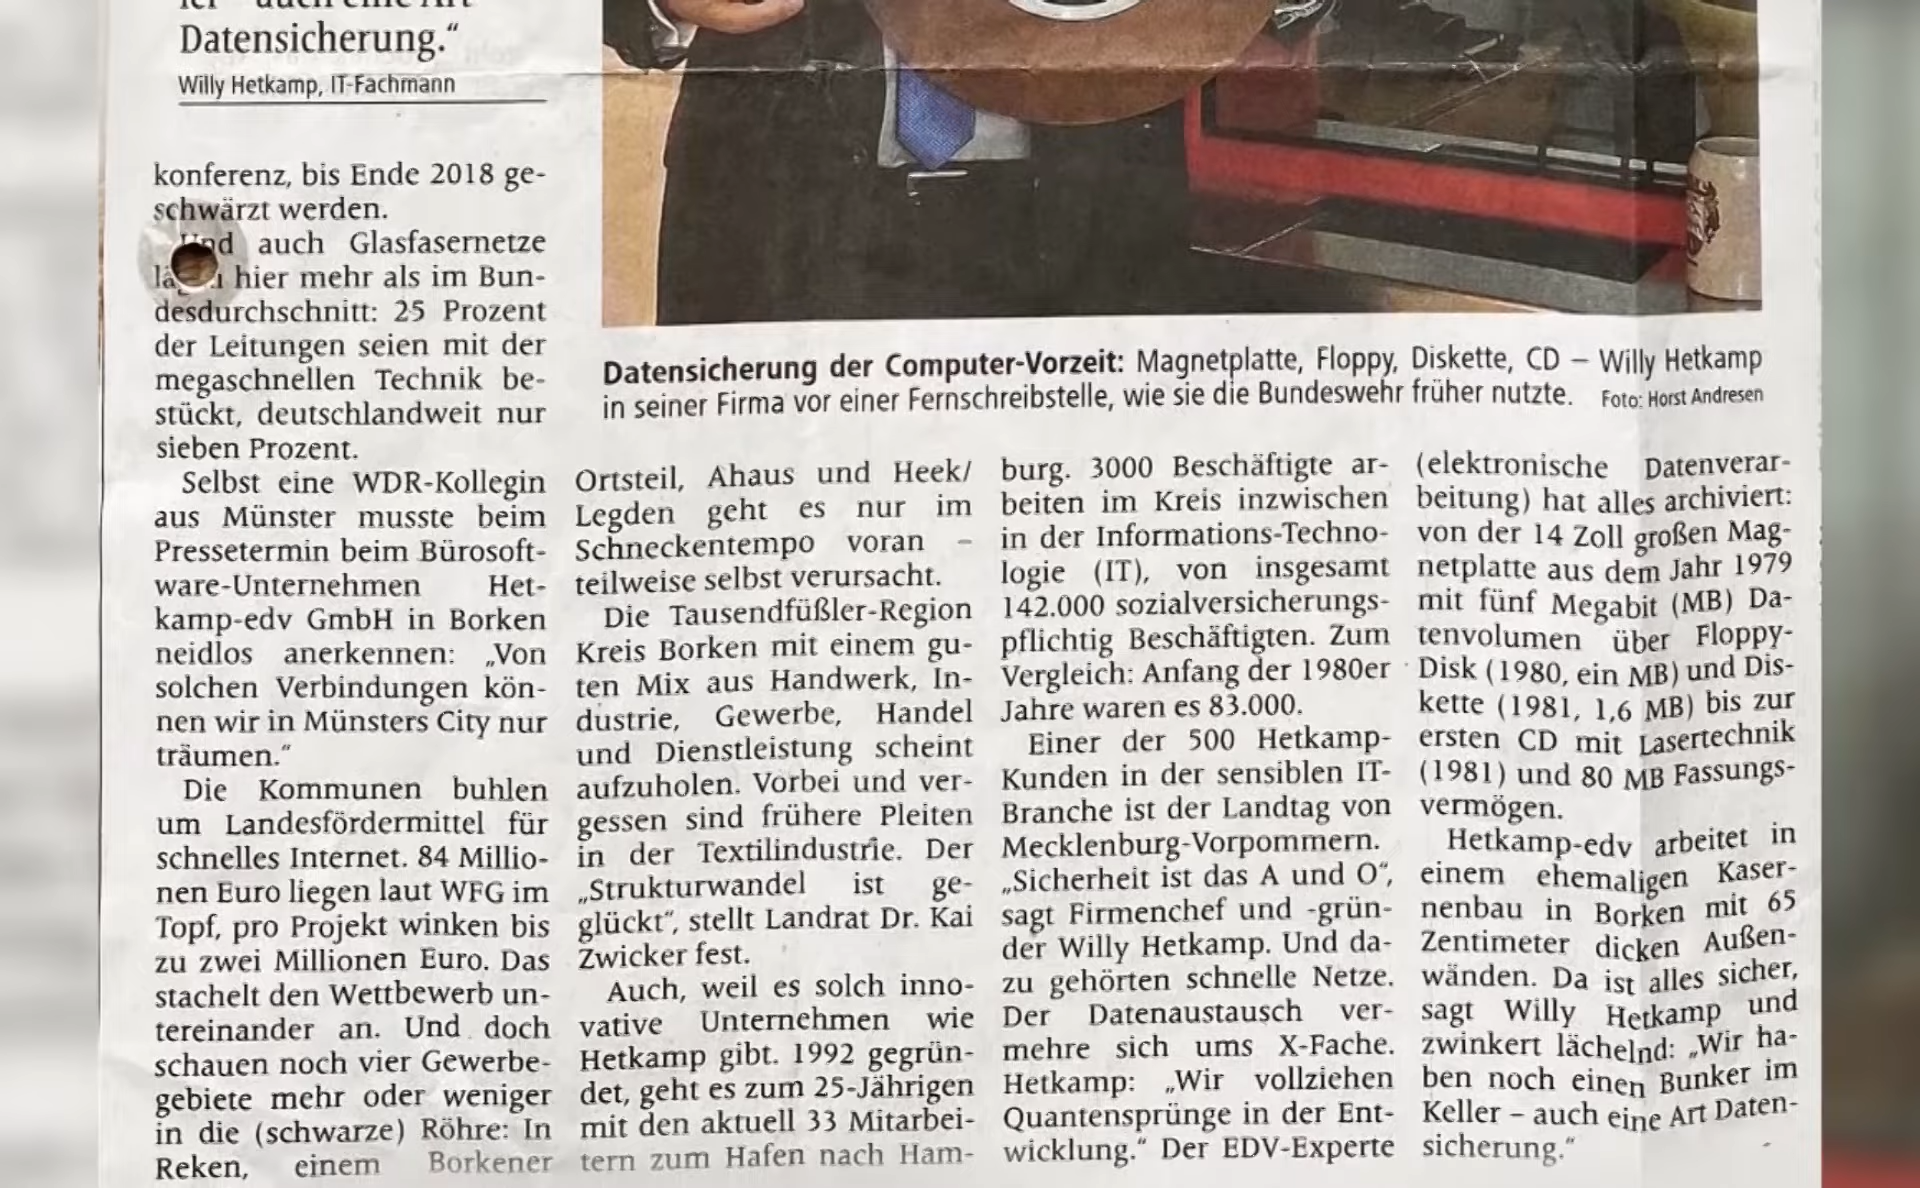 Datensicherung.“
Willy Hetkamp, IT-Fachmann
konferenz, bis Ende 2018 ge-
schwärzt werden.
Und auch Glasfasernetze
hier mehr als im Bun-
desdurchschnitt: 25 Prozent
der Leitungen seien mit der
megaschnellen Technik be-
stückt, deutschlandweit nur
sieben Prozent.
Selbst eine WDR-Kollegin
aus Münster musste beim
Pressetermin beim Bürosoft-
ware-Unternehmen Het-
kamp-edv GmbH in Borken
neidlos anerkennen: „Von
solchen Verbindungen kön-
nen wir in Münsters City nur
träumen.“
Die Kommunen buhlen
um Landesfördermittel für
schnelles Internet. 84 Millio-
nen Euro liegen laut WFG im
Topf, pro Projekt winken bis
zu zwei Millionen Euro. Das
stachelt den Wettbewerb un-
tereinander an. Und doch
schauen noch vier Gewerbe-
gebiete mehr oder weniger
in die (schwarze) Röhre: In
Reken, einem Borkener
Datensicherung der Computer-Vorzeit: Magnetplatte, Floppy, Diskette, CD – Willy Hetkamp
in seiner Firma vor einer Fernschreibstelle, wie sie die Bundeswehr früher nutzte. Foto: Horst Andresen
Ortsteil, Ahaus und Heek/
Legden geht es nur im
Schneckentempo voran –
teilweise selbst verursacht.
Die Tausendfüßler-Region
Kreis Borken mit einem gu-
ten Mix aus Handwerk, In-
dustrie, Gewerbe, Handel
und Dienstleistung scheint
aufzuholen. Vorbei und ver-
gessen sind frühere Pleiten
in der Textilindustrie. Der
„Strukturwandel ist ge-
glückt“, stellt Landrat Dr. Kai
Zwicker fest.
Auch, weil es solch inno-
vative Unternehmen wie
Hetkamp gibt. 1992 gegrün-
det, geht es zum 25-Jährigen
mit den aktuell 33 Mitarbei-
tern zum Hafen nach Ham-
burg. 3000 Beschäftigte ar-
beiten im Kreis inzwischen
in der Informations-Techno-
logie (IT), von insgesamt
142.000 sozialversicherungs-
pflichtig Beschäftigten. Zum
Vergleich: Anfang der 1980er
Jahre waren es 83.000.
Einer der 500 Hetkamp-
Kunden in der sensiblen IT-
Branche ist der Landtag von
Mecklenburg-Vorpommern.
„Sicherheit ist das A und O“,
sagt Firmenchef und -grün-
der Willy Hetkamp. Und da-
zu gehörten schnelle Netze.
Der Datenaustausch ver-
mehre sich ums X-Fache.
Hetkamp: „Wir vollziehen
Quantensprünge in der Ent-
wicklung.“ Der EDV-Experte
(elektronische Datenverar-
beitung) hat alles archiviert:
von der 14 Zoll großen Mag-
netplatte aus dem Jahr 1979
mit fünf Megabit (MB) Da-
tenvolumen über Floppy-
Disk (1980, ein MB) und Dis-
kette (1981, 1,6 MB) bis zur
ersten CD mit Lasertechnik
(1981) und 80 MB Fassungs-
vermögen.
Hetkamp-edv arbeitet in
einem ehemaligen Kaser-
nenbau in Borken mit 65
Zentimeter dicken Außen-
wänden. Da ist alles sicher,
sagt Willy Hetkamp und
zwinkert lächelnd: „Wir ha-
ben noch einen Bunker im
Keller – auch eine Art Daten-
sicherung.“